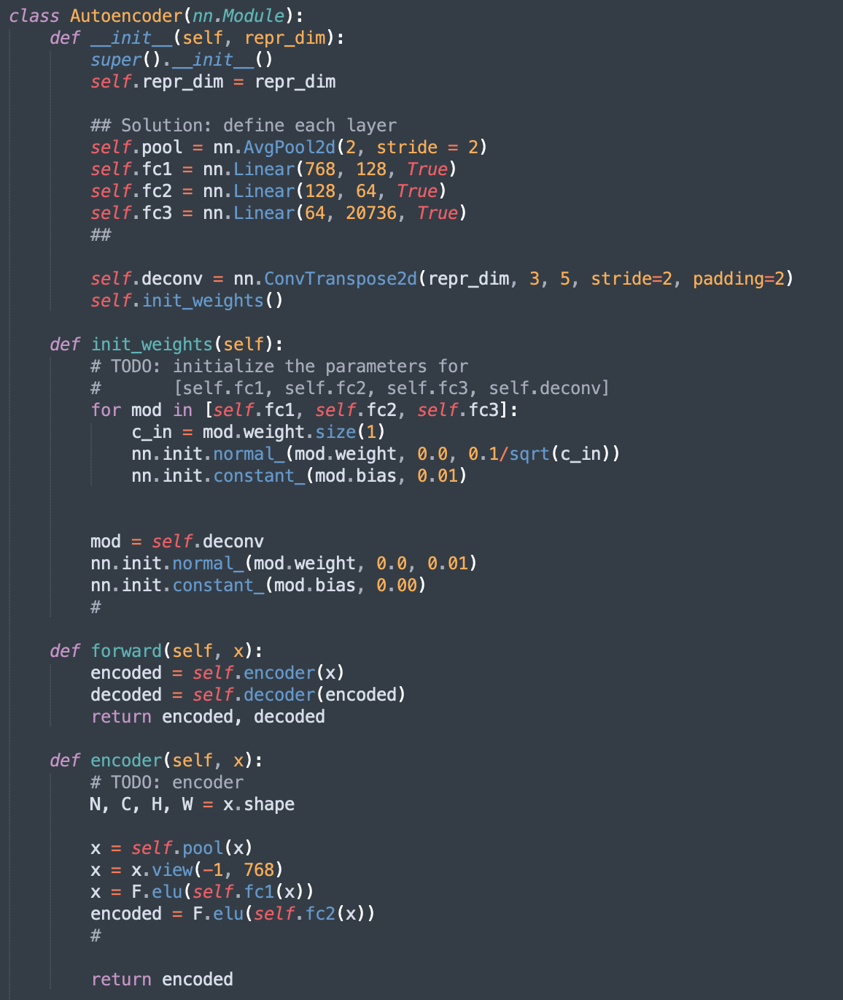 class Autoencoder(nn.Module):
    def __init__(self, repr_dim):
        super().__init__()
        self.repr_dim = repr_dim

        ## Solution: define each layer
        self.pool = nn.AvgPool2d(2, stride = 2)
        self.fc1 = nn.Linear(768, 128, True)
        self.fc2 = nn.Linear(128, 64, True)
        self.fc3 = nn.Linear(64, 20736, True)
        ##

        self.deconv = nn.ConvTranspose2d(repr_dim, 3, 5, stride=2, padding=2)
        self.init_weights()

    def init_weights(self):
        # TODO: initialize the parameters for
        #       [self.fc1, self.fc2, self.fc3, self.deconv]
        for mod in [self.fc1, self.fc2, self.fc3]:
            c_in = mod.weight.size(1)
            nn.init.normal_(mod.weight, 0.0, 0.1/sqrt(c_in))
            nn.init.constant_(mod.bias, 0.01)


        mod = self.deconv
        nn.init.normal_(mod.weight, 0.0, 0.01)
        nn.init.constant_(mod.bias, 0.00)
        #

    def forward(self, x):
        encoded = self.encoder(x)
        decoded = self.decoder(encoded)
        return encoded, decoded

    def encoder(self, x):
        # TODO: encoder
        N, C, H, W = x.shape

        x = self.pool(x)
        x = x.view(-1, 768)
        x = F.elu(self.fc1(x))
        encoded = F.elu(self.fc2(x))
        #

        return encoded